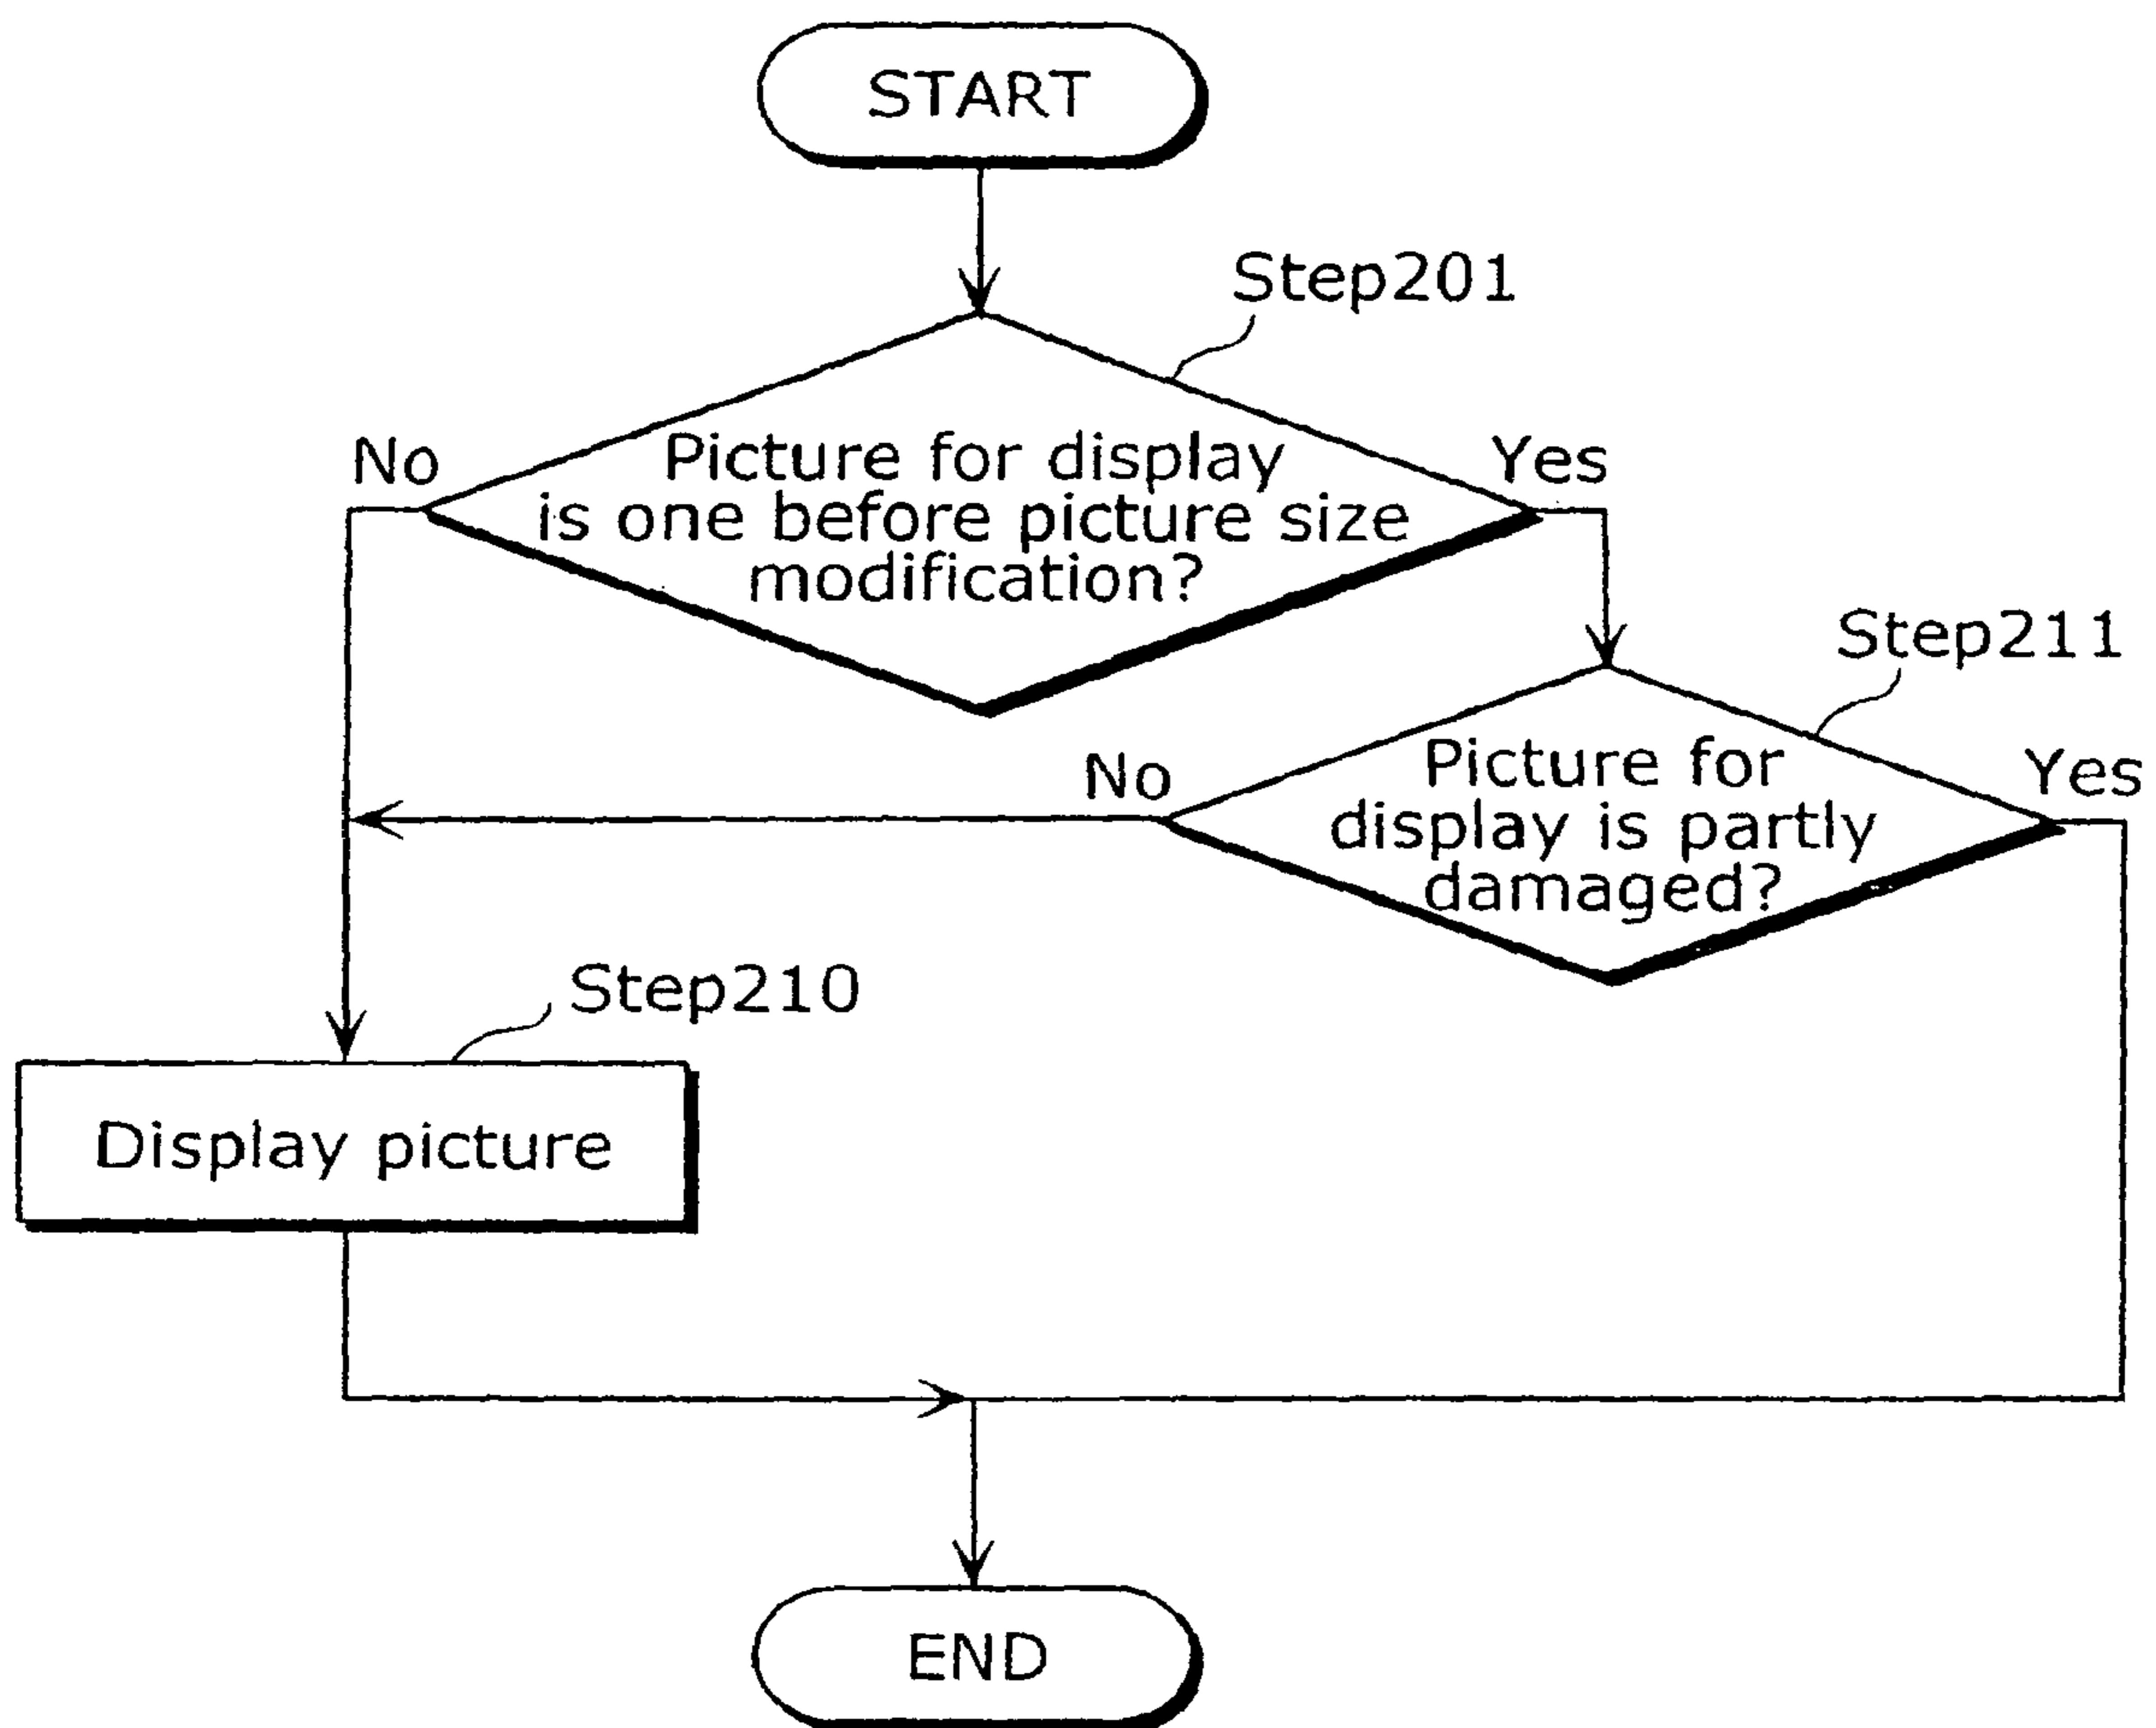 START
Step201
No
Yes
Picture for display
is one before picture size
modification?
Step211
No
Yes
Picture for
display is partly
damaged?
Step210
Display picture
END